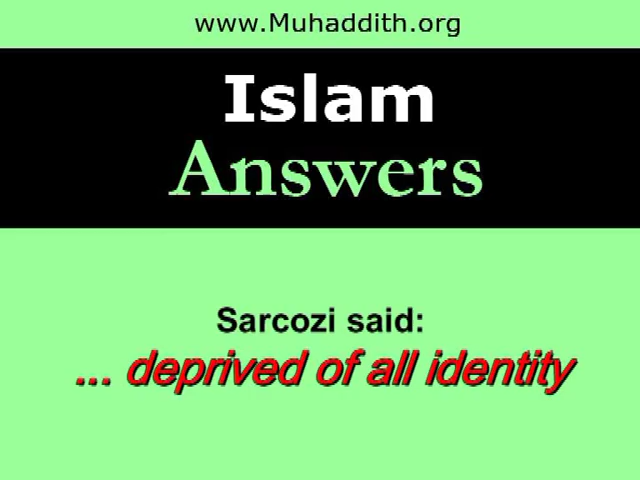 www.Muhaddith.org
Islam
Answers
Sarcozi said:
... deprived of all identity